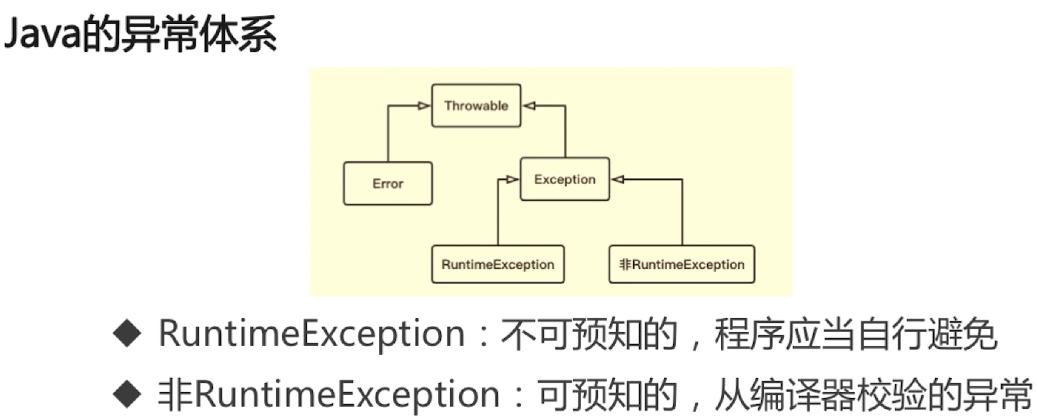 Java的异常体系
Throwable
Error
Exception
RuntimeException
非RuntimeException
◆ RuntimeException：不可预知的，程序应当自行避免
◆ 非RuntimeException：可预知的，从编译器校验的异常